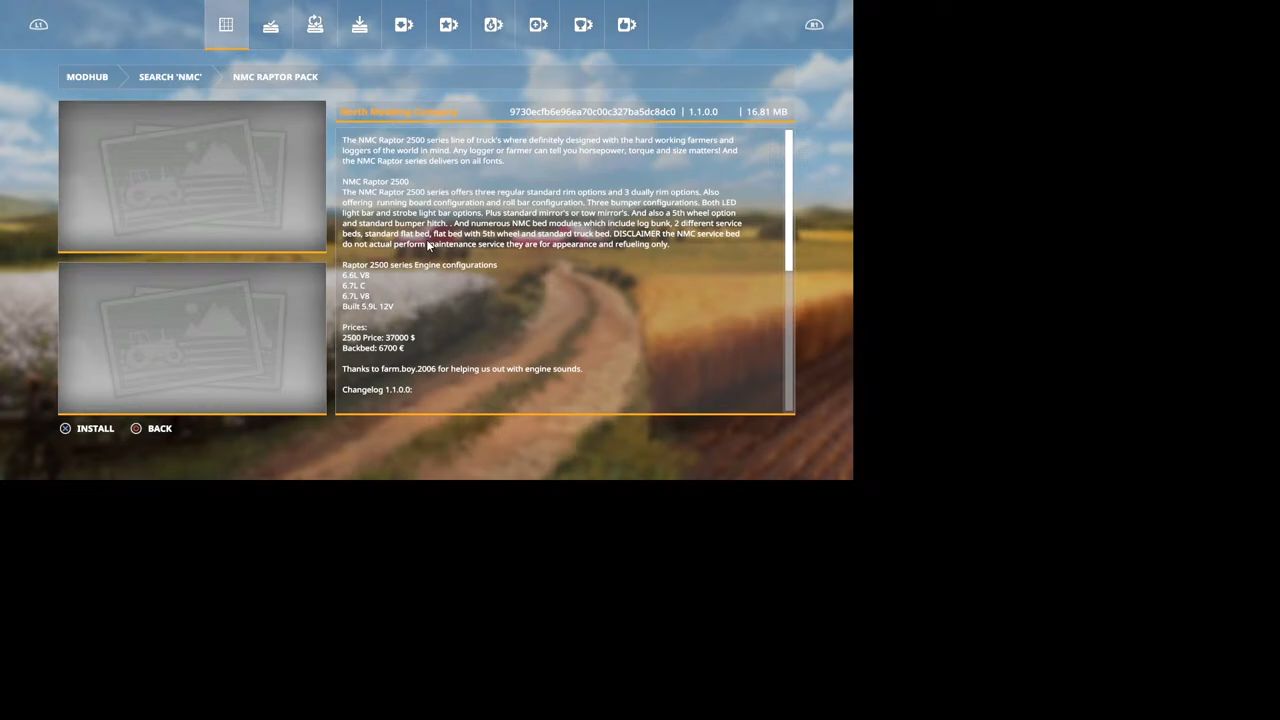 L1
R1
MODHUB
SEARCH 'NMC'
NMC RAPTOR PACK
9730ecfb6e96ea70c00c327ba5dc8dc0 | 1.1.0.0 | 16.81 MB
The NMC Raptor 2500 series line of truck's where definitely designed with the hard working farmers and
loggers of the world in mind. Any logger or farmer can tell you horsepower, torque and size matters! And
the NMC Raptor series delivers on all fonts.
NMC Raptor 2500
The NMC Raptor 2500 series offers three regular standard rim options and 3 dually rim options. Also
offering running board configuration and roll bar configuration. Three bumper configurations. Both LED
light bar and strobe light bar options. Plus standard mirror's or tow mirror's. And also a 5th wheel option
and standard bumper hitch. . And numerous NMC bed modules which include log bunk, 2 different service
beds, standard flat bed, flat bed with 5th wheel and standard truck bed. DISCLAIMER the NMC service bed
do not actual perform maintenance service they are for appearance and refueling only.
Raptor 2500 series Engine configurations
6.6L V8
6.7L C
6.7L V8
Built 5.9L 12V
Prices:
2500 Price: 37000 $
Backbed: 6700 €
Thanks to farm.boy.2006 for helping us out with engine sounds.
Changelog 1.1.0.0:
INSTALL
BACK